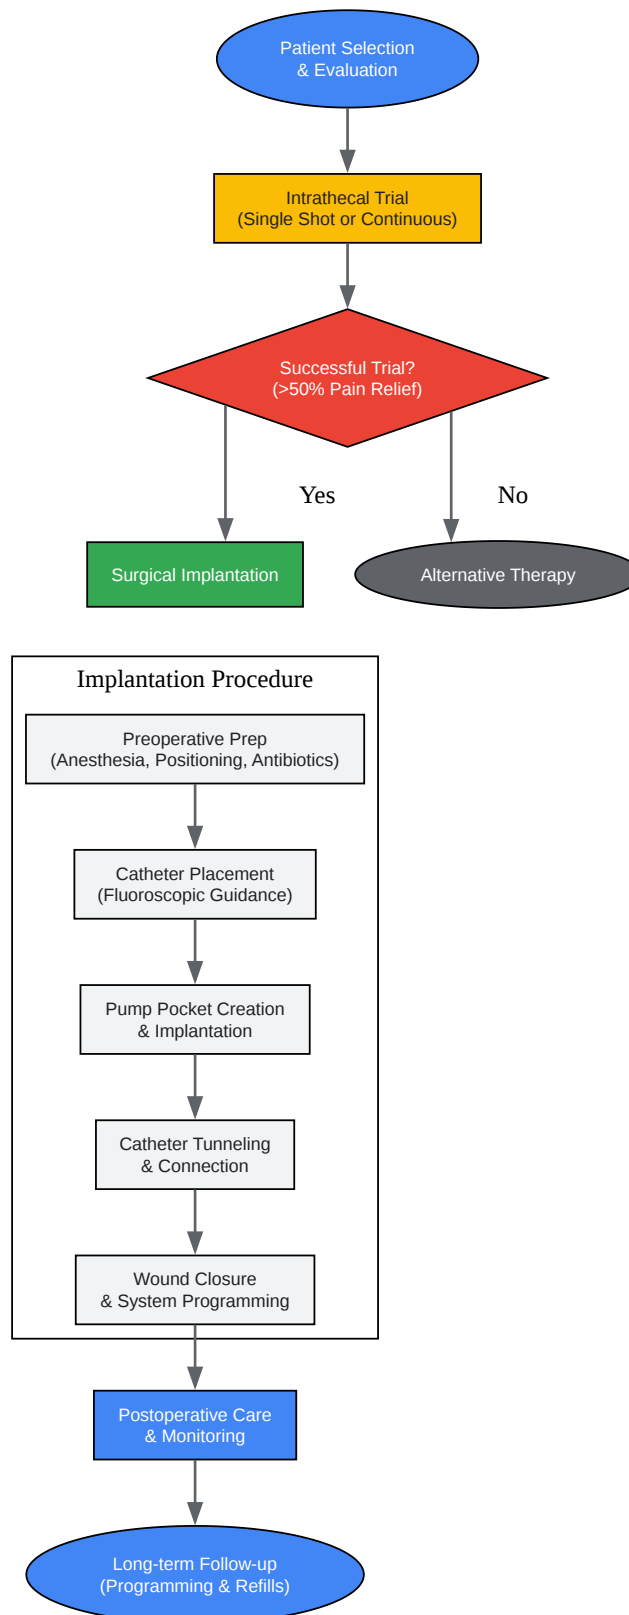 Patient Selection
& Evaluation
Intrathecal Trial
(Single Shot or Continuous)
Successful Trial?
(>50% Pain Relief)
Yes
No
Surgical Implantation
Alternative Therapy
Implantation Procedure
Preoperative Prep
(Anesthesia, Positioning, Antibiotics)
Catheter Placement
(Fluoroscopic Guidance)
Pump Pocket Creation
& Implantation
Catheter Tunneling
& Connection
Wound Closure
& System Programming
Postoperative Care
& Monitoring
Long-term Follow-up
(Programming & Refills)